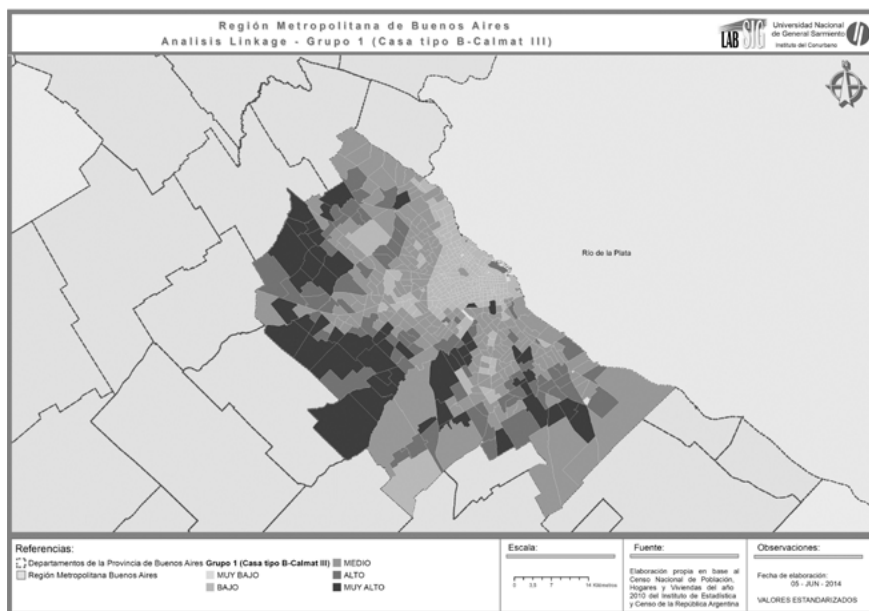 Región Metropolitana de Buenos Aires
Analisis Linkage - Grupo 1 (Casa tipo B-Calmat III)
LAB SIG
Universidad Nacional
de General Sarmiento
Instituto del Conurbano
Río de la Plata
Referencias:
Departamentos de la Provincia de Buenos Aires
Región Metropolitana Buenos Aires
Grupo 1 (Casa tipo B-Calmat III)
MUY BAJO
BAJO
MEDIO
ALTO
MUY ALTO
Escala:
0 3,5 7 14 Kilómetros
Fuente:
Elaboración propia en base al
Censo Nacional de Población,
Hogares y Viviendas del año
2010 del Instituto de Estadística
y Censo de la República Argentina
Observaciones:
Fecha de elaboración:
05 - JUN - 2014
VALORES ESTANDARIZADOS